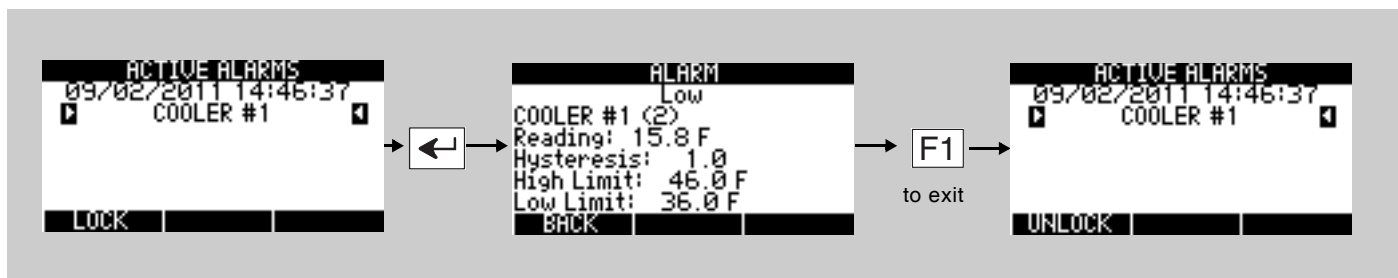 ACTIVE ALARMS
09/02/2011 14:46:37
COOLER #1
LOCK
ALARM
Low
COOLER #1 (2)
Reading: 15.8 F
Hysteresis: 1.0
High Limit: 46.0 F
Low Limit: 36.0 F
BACK
F1
to exit
ACTIVE ALARMS
09/02/2011 14:46:37
COOLER #1
UNLOCK